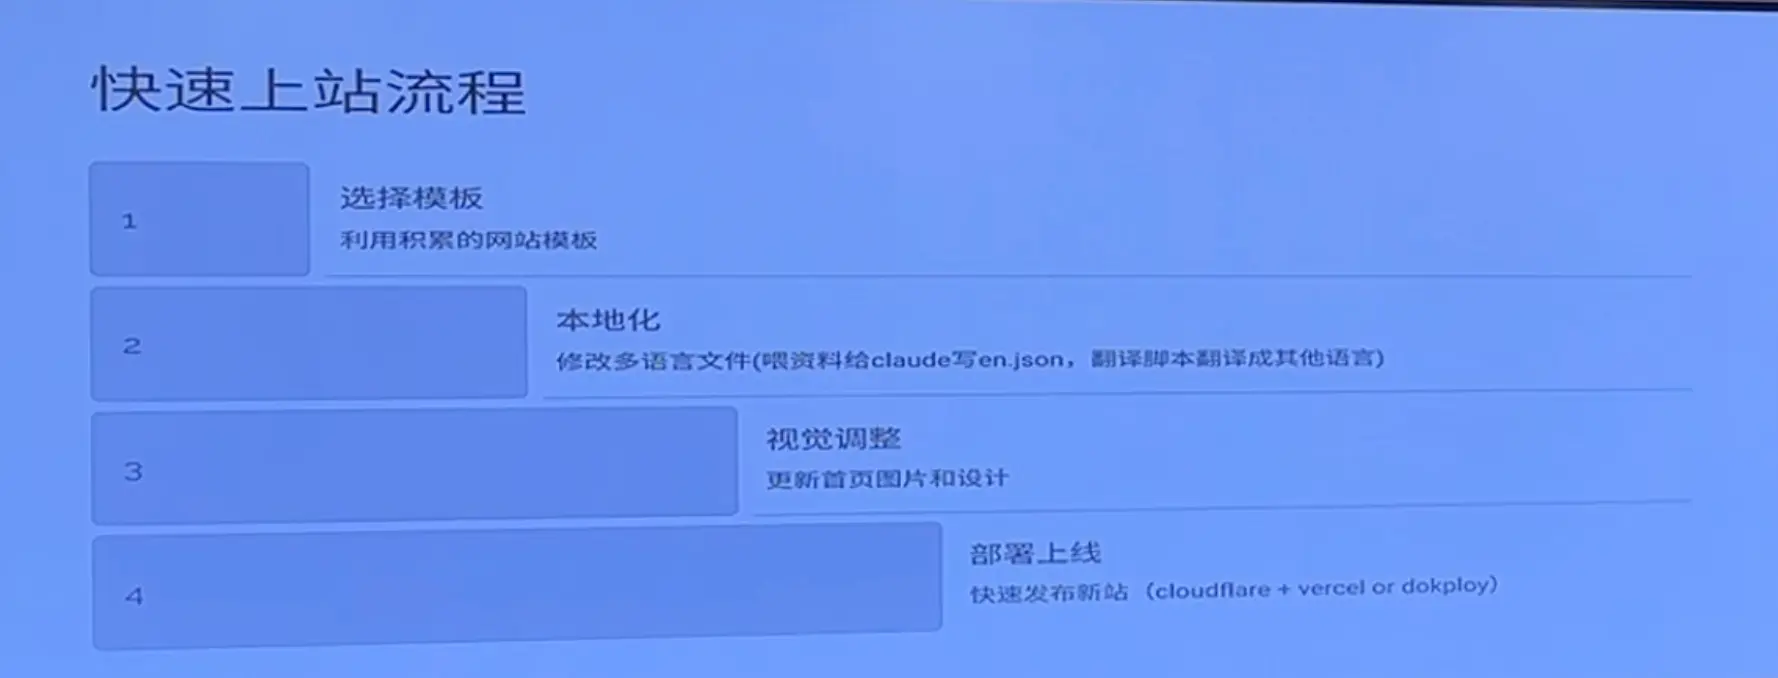 快速上站流程
1
选择模板
利用积累的网站模板
2
本地化
修改多语言文件(喂资料给claude写en.json，翻译脚本翻译成其他语言)
3
视觉调整
更新首页图片和设计
4
部署上线
快速发布新站（cloudflare + vercel or dokploy）